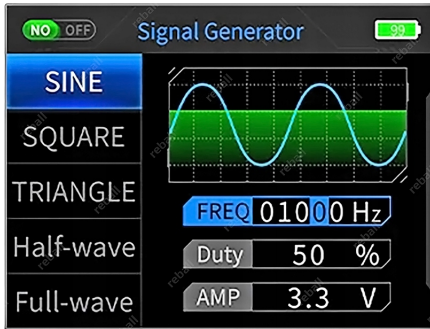 NO OFF Signal Generator 99
SINE
SQUARE
TRIANGLE
Half-wave
Full-wave
FREQ 01000 Hz
Duty 50 %
AMP 3.3 V
reball